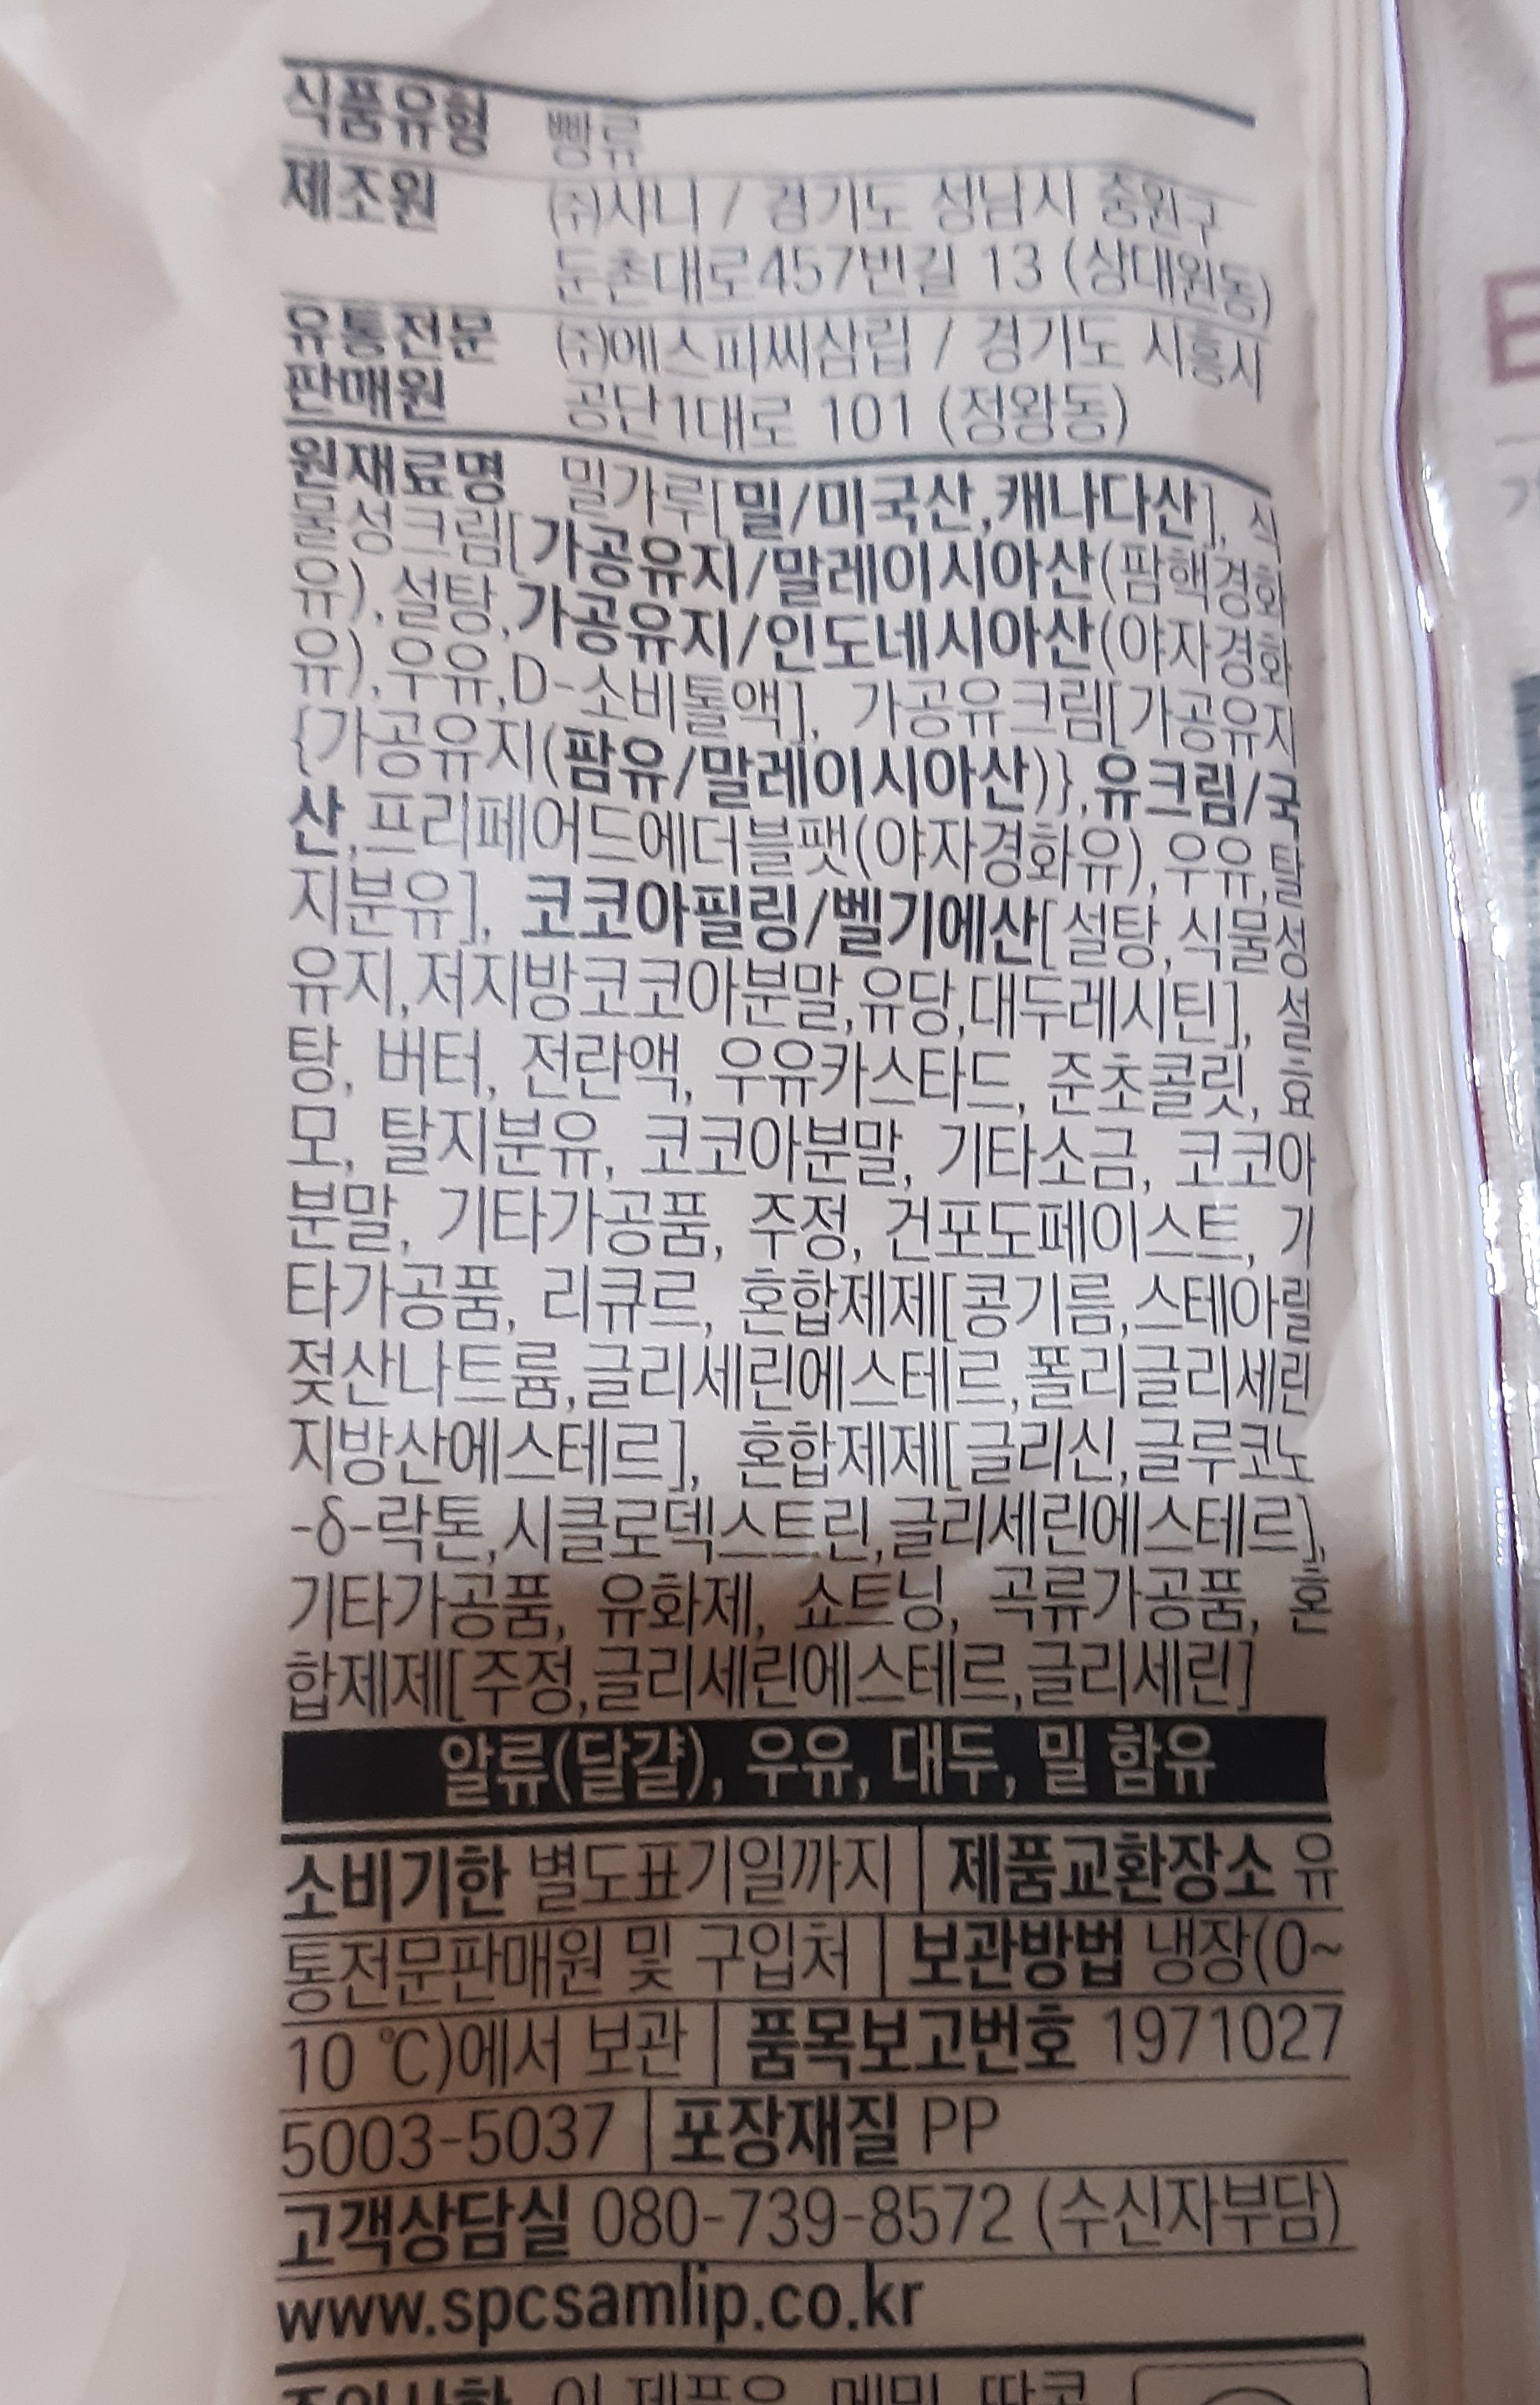 식품유형 빵류
제조원 ㈜샤니 / 경기도 성남시 중원구
둔촌대로457번길 13 (상대원동)
유통전문 ㈜에스피씨삼립 / 경기도 시흥시
판매원 공단1대로 101 (정왕동)
원재료명 밀가루[밀/미국산,캐나다산], 식
물성크림[가공유지/말레이시아산(팜핵경화
유),설탕,가공유지/인도네시아산(야자경화
유),우유,D-소비톨액], 가공유크림[가공유지
{가공유지(팜유/말레이시아산)},유크림/국
산,프리페어드에더블팻(야자경화유),우유,탈
지분유], 코코아필링/벨기에산[설탕,식물성
유지,저지방코코아분말,유당,대두레시틴], 설
탕, 버터, 전란액, 우유카스타드, 준초콜릿, 효
모, 탈지분유, 코코아분말, 기타소금, 코코아
분말, 기타가공품, 주정, 건포도페이스트, 기
타가공품, 리큐르, 혼합제제[콩기름,스테아릴
젖산나트륨,글리세린에스테르,폴리글리세린
지방산에스테르], 혼합제제[글리신,글루코노
-δ-락톤,시클로덱스트린,글리세린에스테르],
기타가공품, 유화제, 쇼트닝, 곡류가공품, 혼
합제제[주정,글리세린에스테르,글리세린]
알류(달걀), 우유, 대두, 밀 함유
소비기한 별도표기일까지 | 제품교환장소 유
통전문판매원 및 구입처 | 보관방법 냉장(0~
10 ℃)에서 보관 | 품목보고번호 1971027
5003-5037 | 포장재질 PP
고객상담실 080-739-8572 (수신자부담)
www.spcsamlip.co.kr
주의사항 이 제품은 메밀, 땅콩